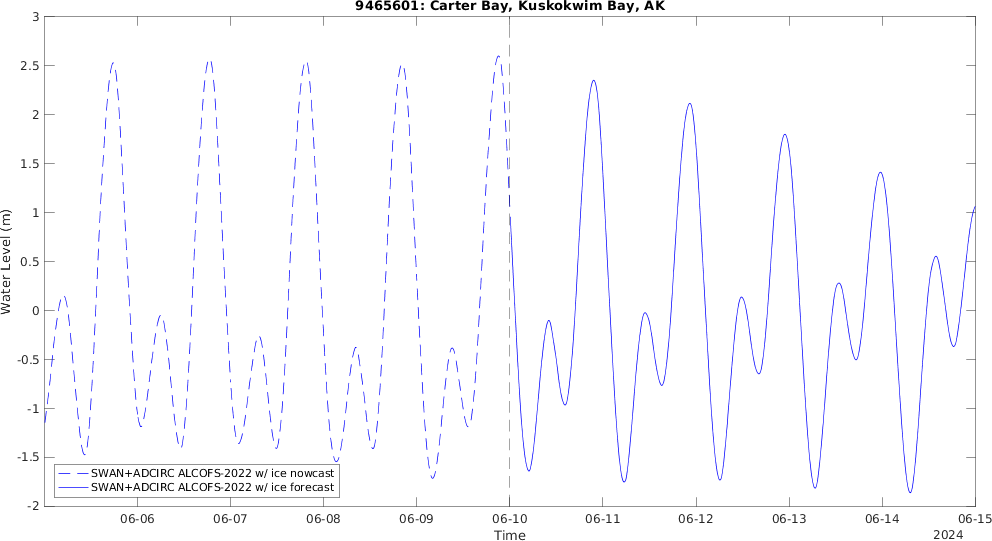 9465601: Carter Bay, Kuskokwim Bay, AK
3
2.5
2
1.5
1
0.5
0
-0.5
-1
-1.5
-2
Water Level (m)
SWAN+ADCIRC ALCOFS-2022 w/ ice nowcast
SWAN+ADCIRC ALCOFS-2022 w/ ice forecast
06-06 06-07 06-08 06-09 06-10 06-11 06-12 06-13 06-14 06-15
Time
2024